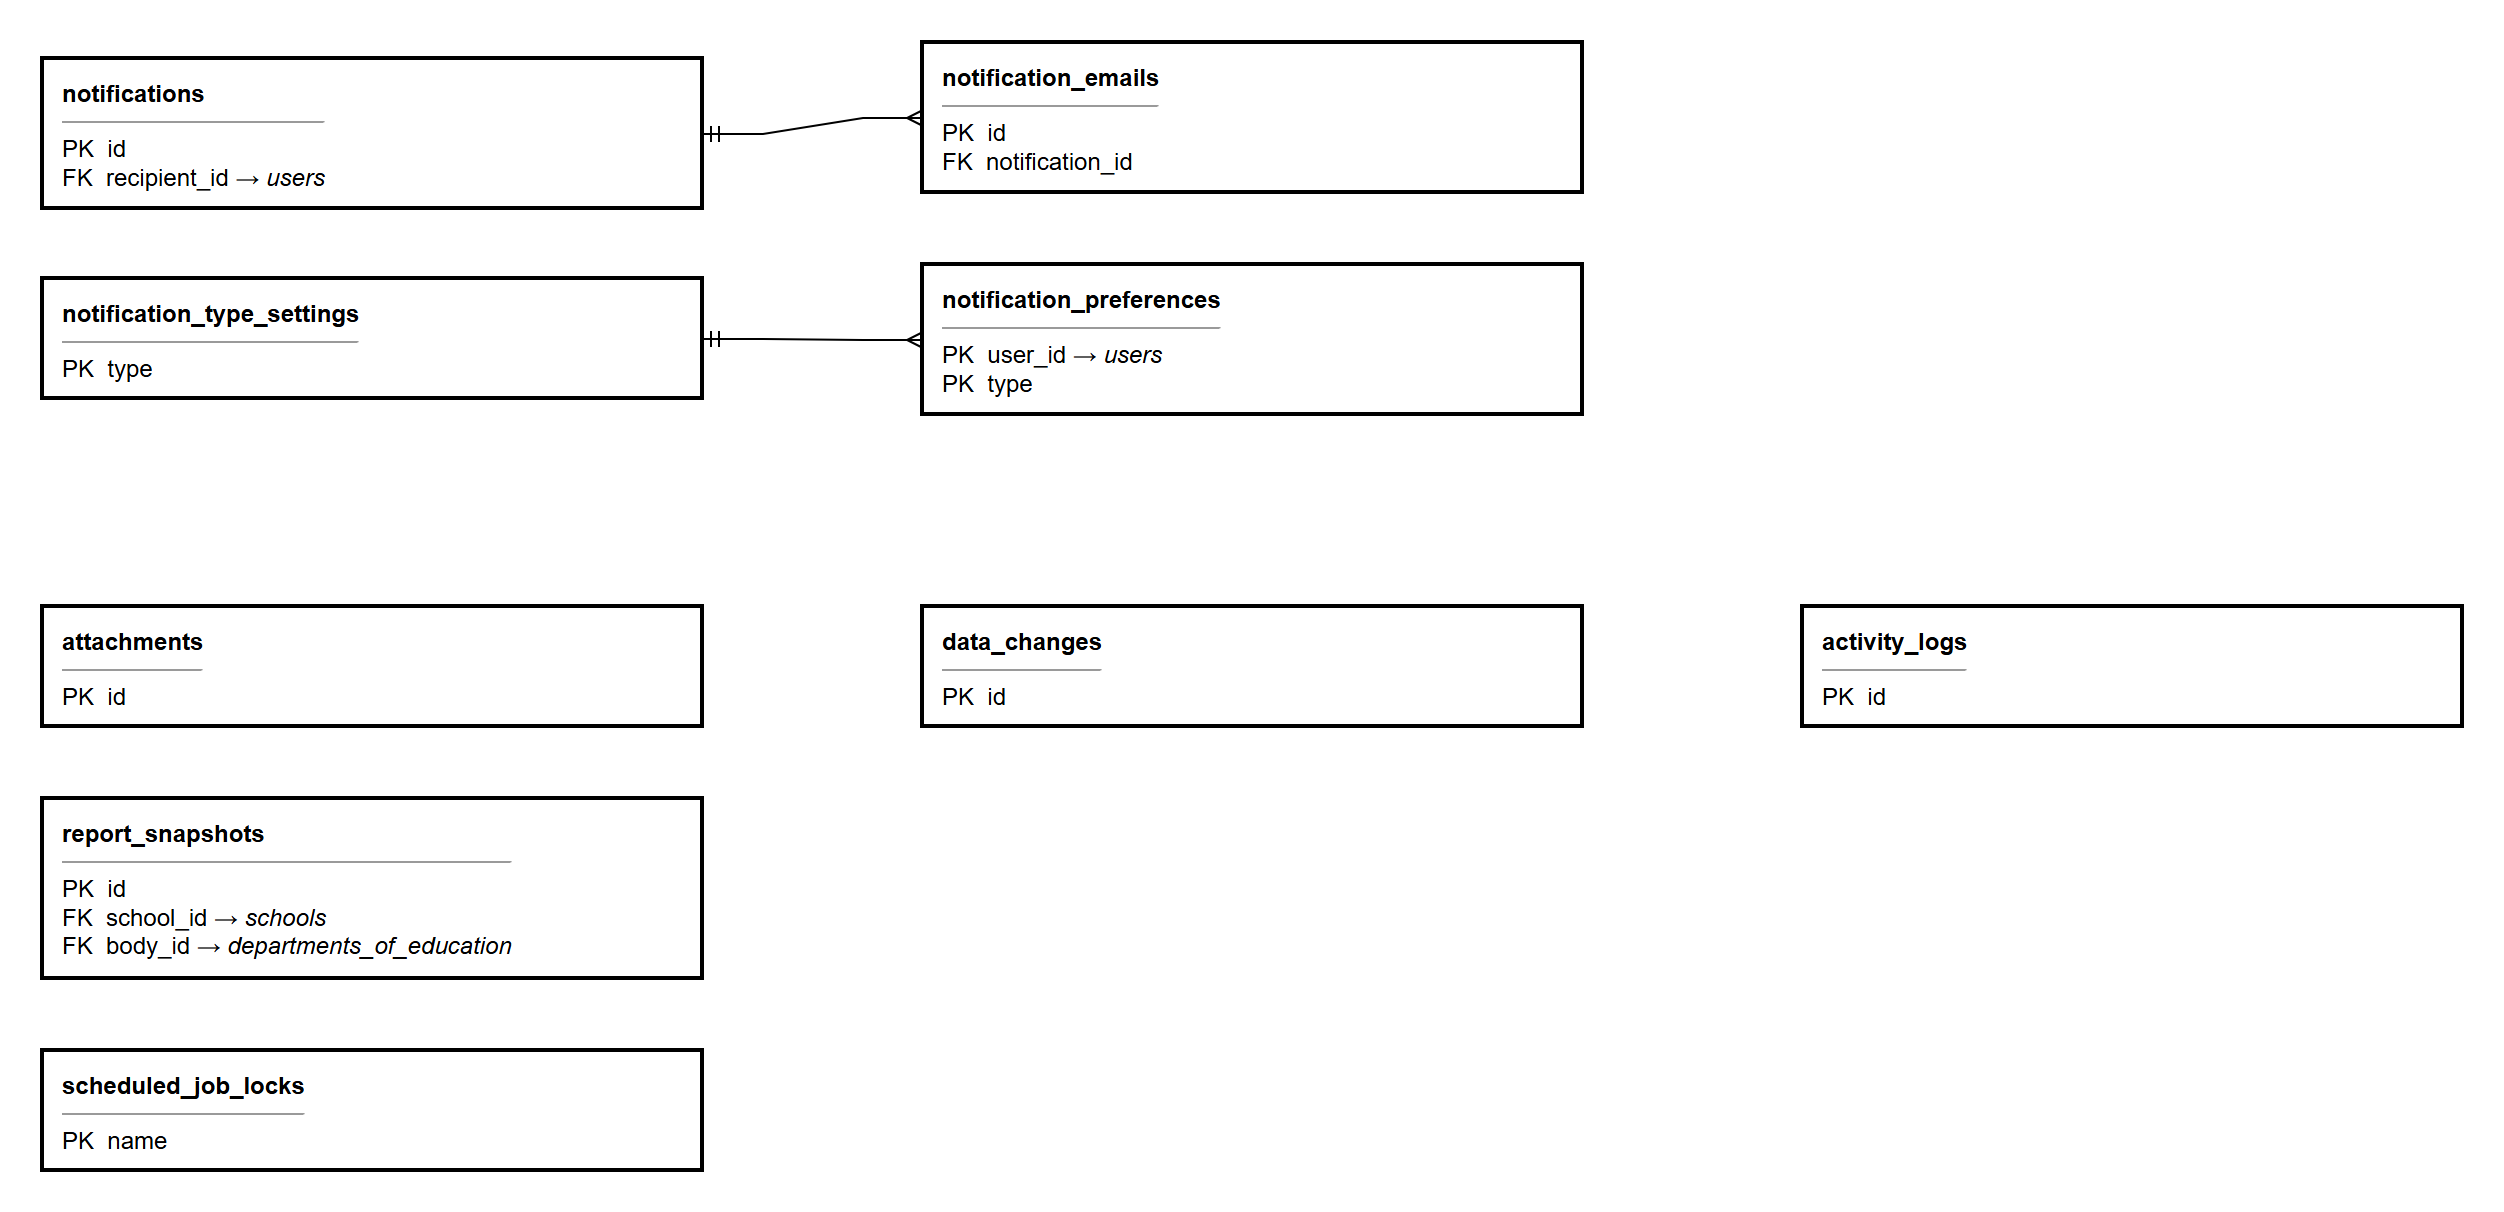 notifications
PK id
FK recipient_id → users
notification_emails
PK id
FK notification_id
notification_type_settings
PK type
notification_preferences
PK user_id → users
PK type
attachments
PK id
data_changes
PK id
activity_logs
PK id
report_snapshots
PK id
FK school_id → schools
FK body_id → departments_of_education
scheduled_job_locks
PK name